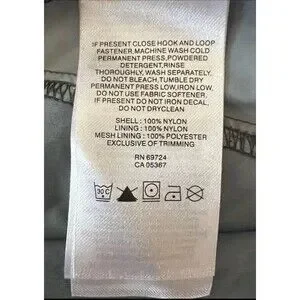 IF PRESENT CLOSE HOOK AND LOOP
FASTENER,MACHINE WASH COLD
PERMANENT PRESS,POWDERED
DETERGENT,RINSE
THOROUGHLY,WASH SEPARATELY.
DO NOT BLEACH,TUMBLE DRY
PERMANENT PRESS LOW,IRON LOW.
DO NOT USE FABRIC SOFTENER.
IF PRESENT DO NOT IRON DECAL,
DO NOT DRYCLEAN
SHELL : 100% NYLON
LINING : 100% NYLON
MESH LINING : 100% POLYESTER
EXCLUSIVE OF TRIMMING
RN 69724
CA 05367
30°C